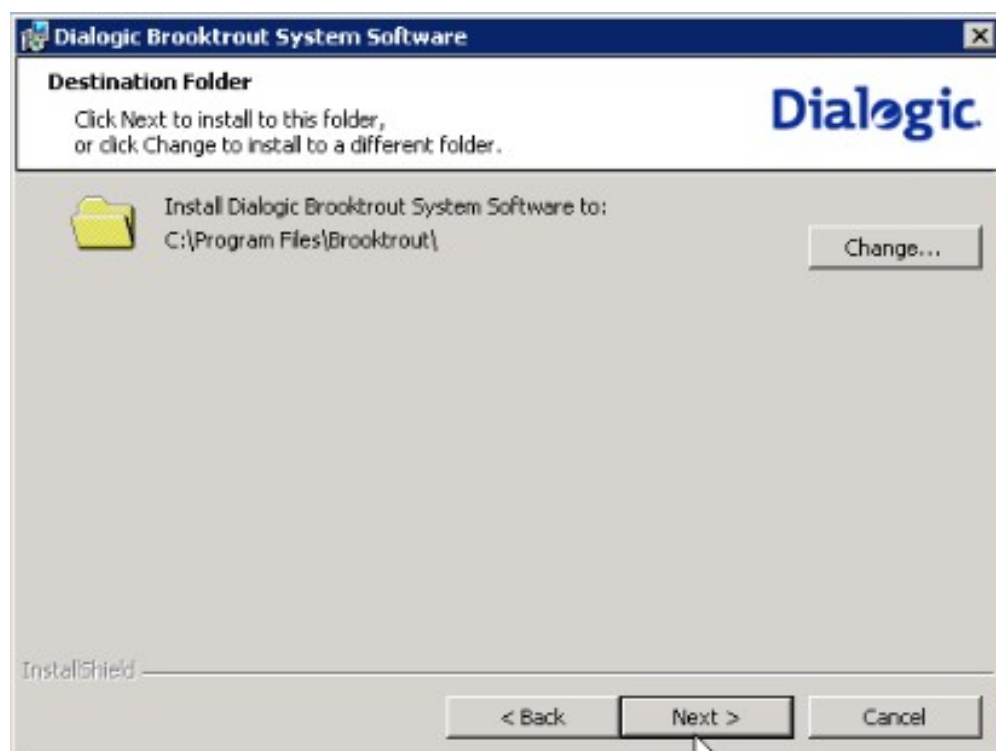 Dialogic Brooktrout System Software
Destination Folder
Click Next to install to this folder,
or click Change to install to a different folder.
Dialogic.
Install Dialogic Brooktrout System Software to:
C:\Program Files\Brooktrout\
Change...
InstallShield
< Back
Next >
Cancel